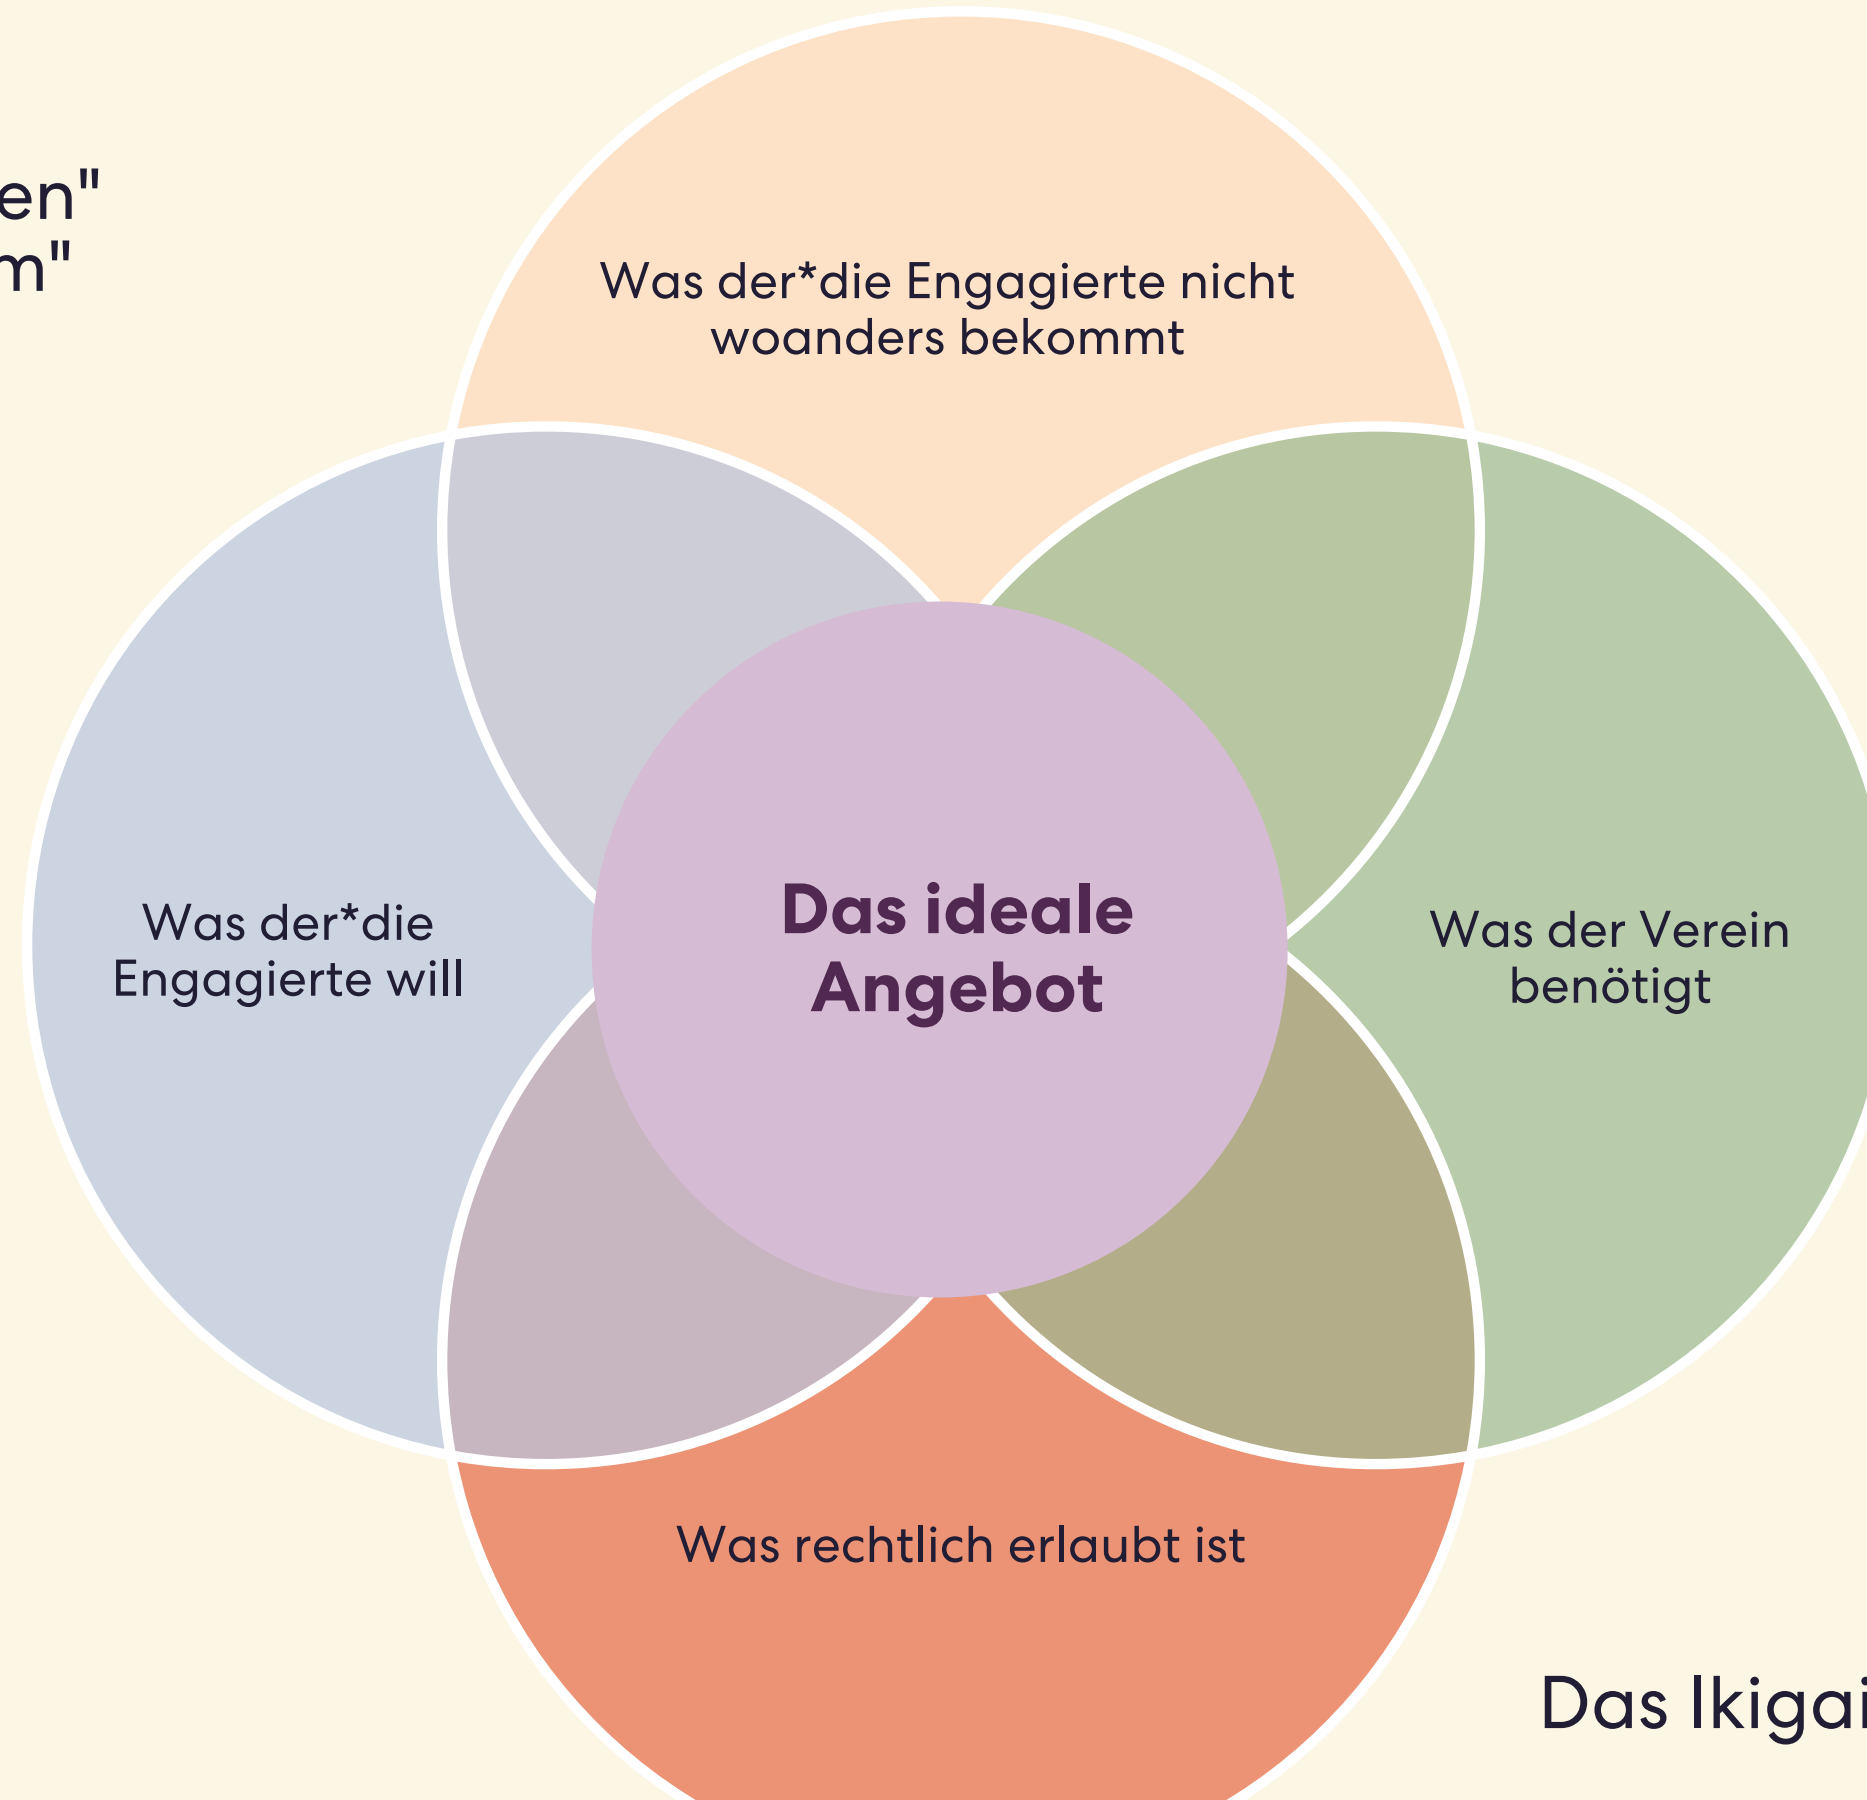 en"
m"
Was der*die Engagierte nicht
woanders bekommt
Was der*die
Engagierte will
Das ideale
Angebot
Was der Verein
benötigt
Was rechtlich erlaubt ist
Das Ikigai